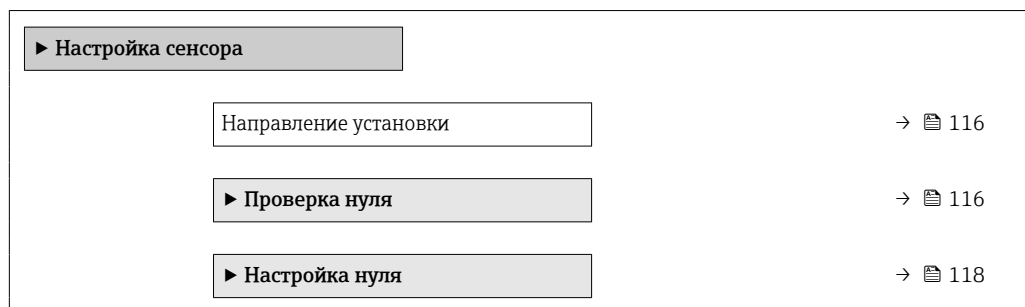 ▶ Настройка сенсора
Направление установки → 116
▶ Проверка нуля → 116
▶ Настройка нуля → 118